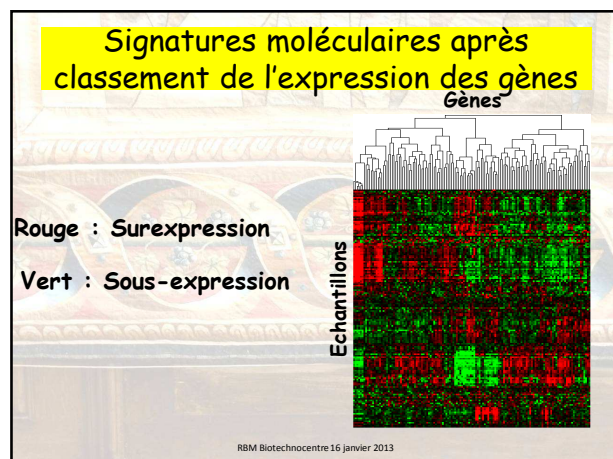 Signatures moléculaires après
classement de l'expression des gènes
Gènes
Rouge : Surexpression
Vert : Sous-expression
Echantillons
RBM Biotechnocentre 16 janvier 2013